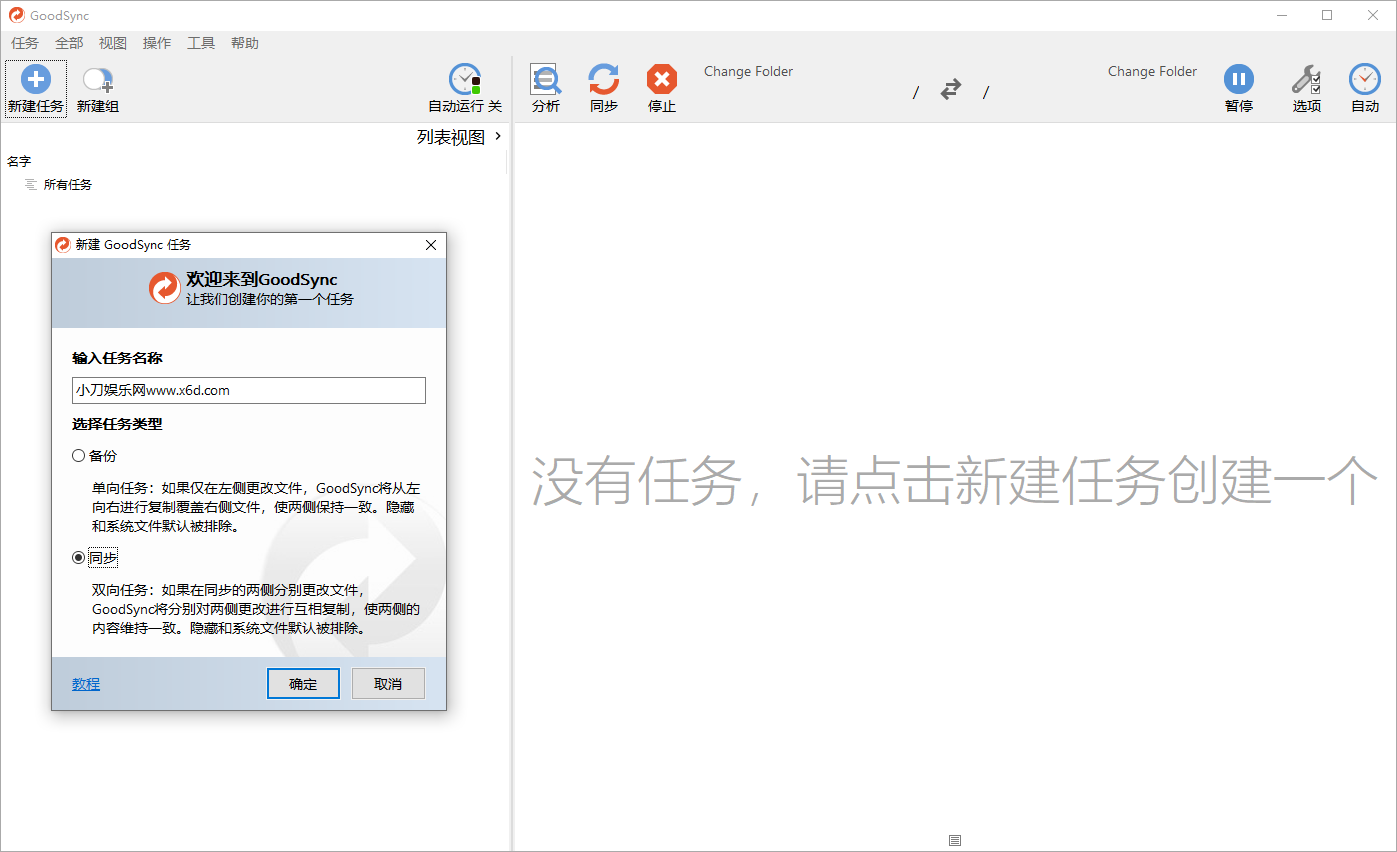 GoodSync
任务 全部 视图 操作 工具 帮助
新建任务 新建组 自动运行 关 分析 同步 停止 Change Folder / / Change Folder 暂停 选项 自动
列表视图 ›
名字
所有任务
新建 GoodSync 任务
欢迎来到GoodSync
让我们创建你的第一个任务
输入任务名称
小刀娱乐网www.x6d.com
选择任务类型
备份
单向任务：如果仅在左侧更改文件，GoodSync将从左
向右进行复制覆盖右侧文件，使两侧保持一致。隐藏
和系统文件默认被排除。
同步
双向任务：如果在同步的两侧分别更改文件，
GoodSync将分别对两侧更改进行互相复制，使两侧的
内容维持一致。隐藏和系统文件默认被排除。
教程 确定 取消
没有任务，请点击新建任务创建一个